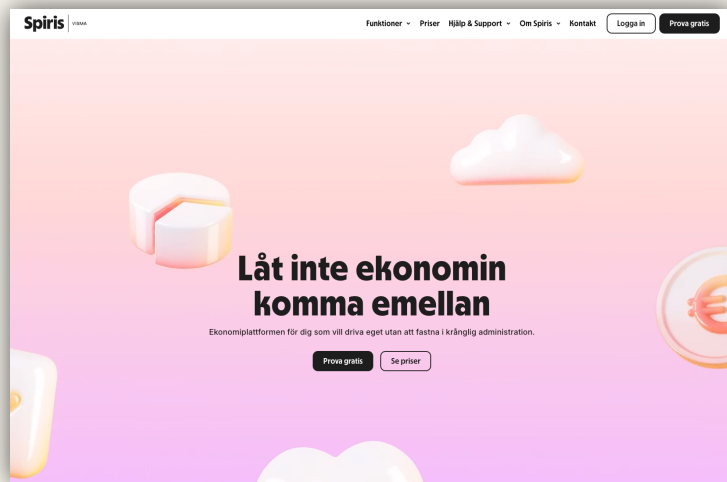 Spiris VISMA
Funktioner Priser Hjälp & Support Om Spiris Kontakt Logga in Prova gratis
Låt inte ekonomin
komma emellan
Ekonomiplattformen för dig som vill driva eget utan att fastna i krånglig administration.
Prova gratis Se priser